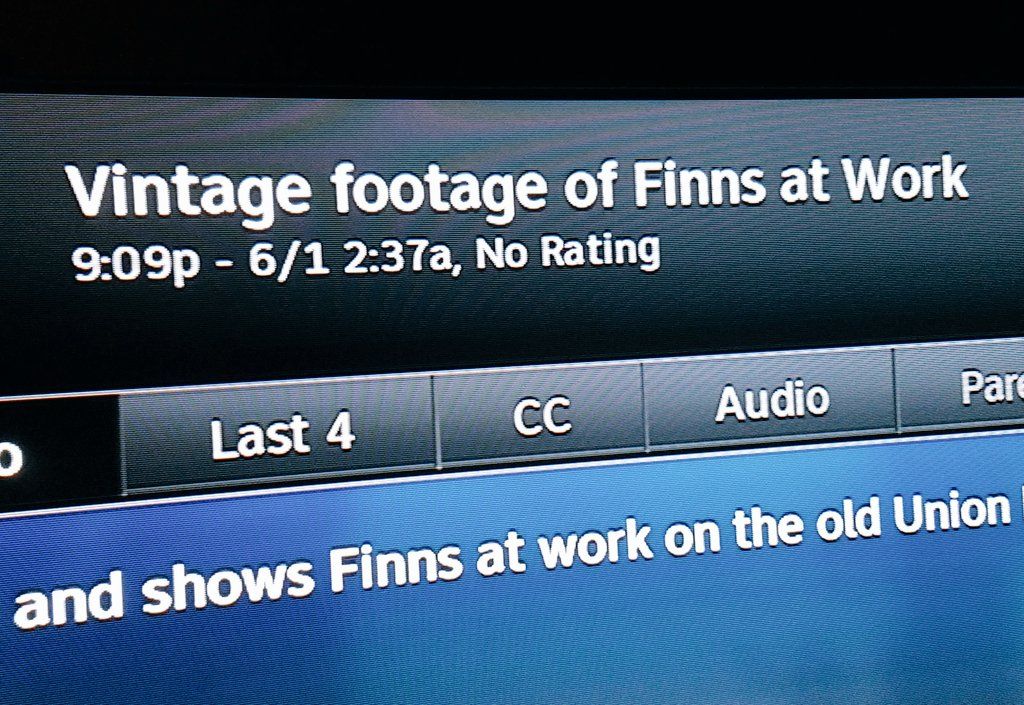 Vintage footage of Finns at Work
9:09p - 6/1 2:37a, No Rating
Last 4 CC Audio
and shows Finns at work on the old Union